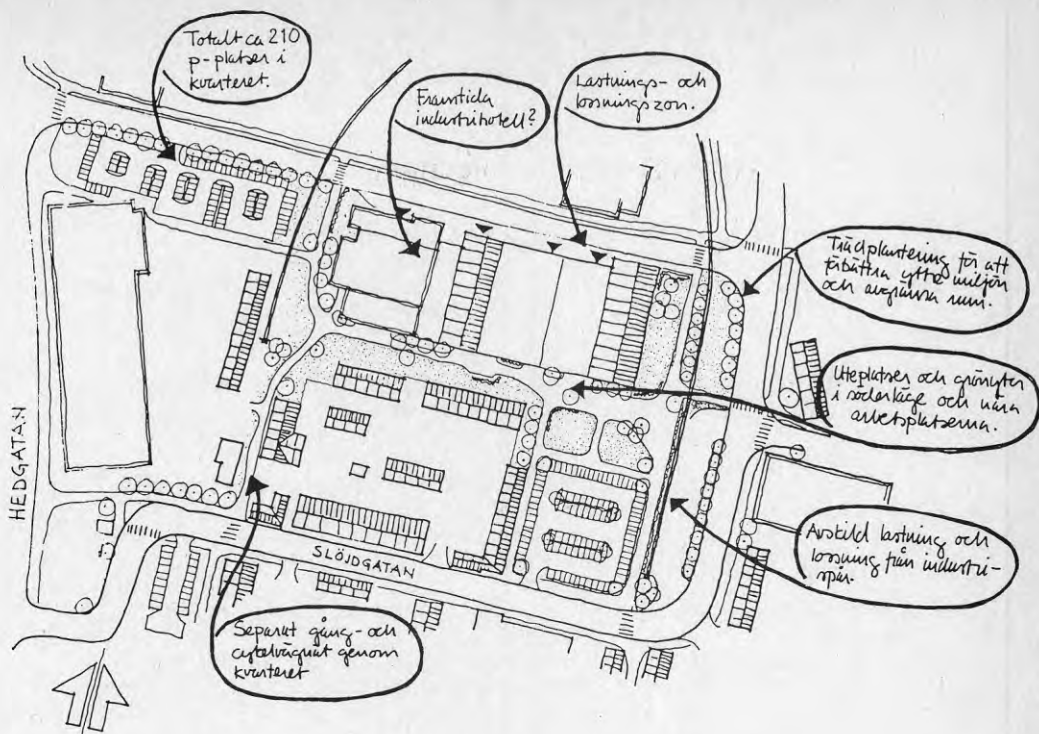 Totalt ca 210
p-platser i
kvarteret.
Framtida
industrihotell?
Lastnings- och
lossningszon.
Trädplantering för att
förbättra yttre miljön
och avgränsa rum.
Uteplatser och grönytor
i söderläge och nära
arbetsplatserna.
Avskild lastning och
lossning från industri-
spår.
Separat gång- och
cykelvägnät genom
kvarteret
HEDGATAN
SLÖJDGATAN